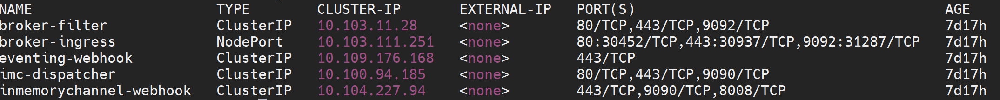 NAME TYPE CLUSTER-IP EXTERNAL-IP PORT(S) AGE
broker-filter ClusterIP 10.103.11.28 <none> 80/TCP,443/TCP,9092/TCP 7d17h
broker-ingress NodePort 10.103.111.251 <none> 80:30452/TCP,443:30937/TCP,9092:31287/TCP 7d17h
eventing-webhook ClusterIP 10.109.176.168 <none> 443/TCP 7d17h
imc-dispatcher ClusterIP 10.100.94.185 <none> 80/TCP,443/TCP,9090/TCP 7d17h
inmemorychannel-webhook ClusterIP 10.104.227.94 <none> 443/TCP,9090/TCP,8008/TCP 7d17h